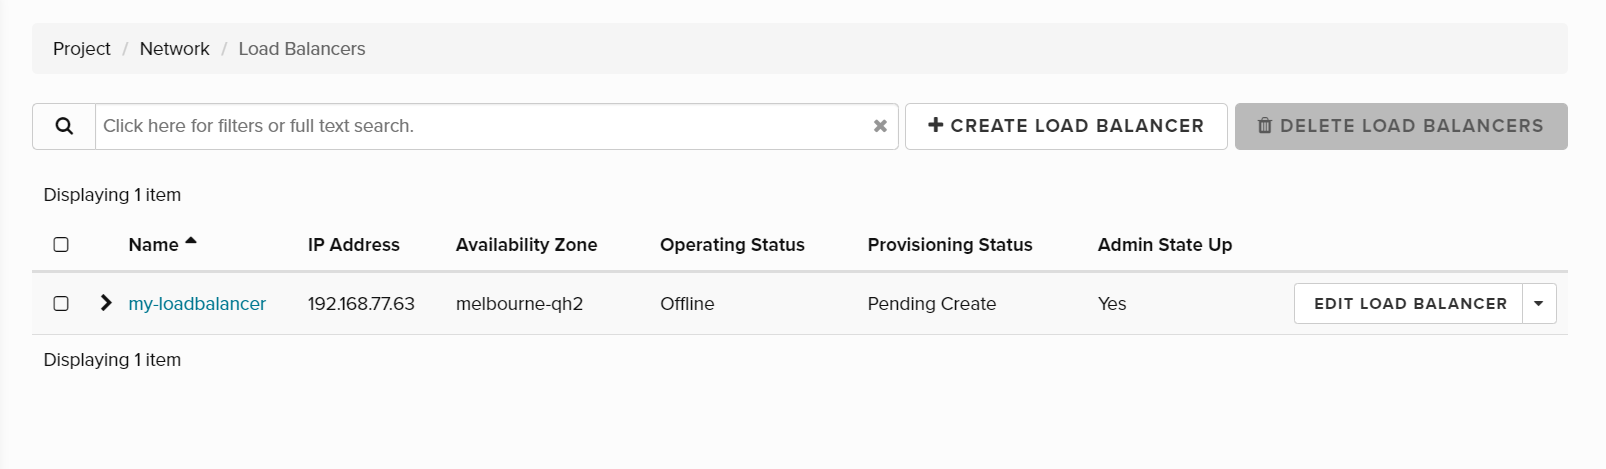 Project / Network / Load Balancers
Click here for filters or full text search. CREATE LOAD BALANCER DELETE LOAD BALANCERS
Displaying 1 item
Name IP Address Availability Zone Operating Status Provisioning Status Admin State Up
my-loadbalancer 192.168.77.63 melbourne-qh2 Offline Pending Create Yes EDIT LOAD BALANCER
Displaying 1 item